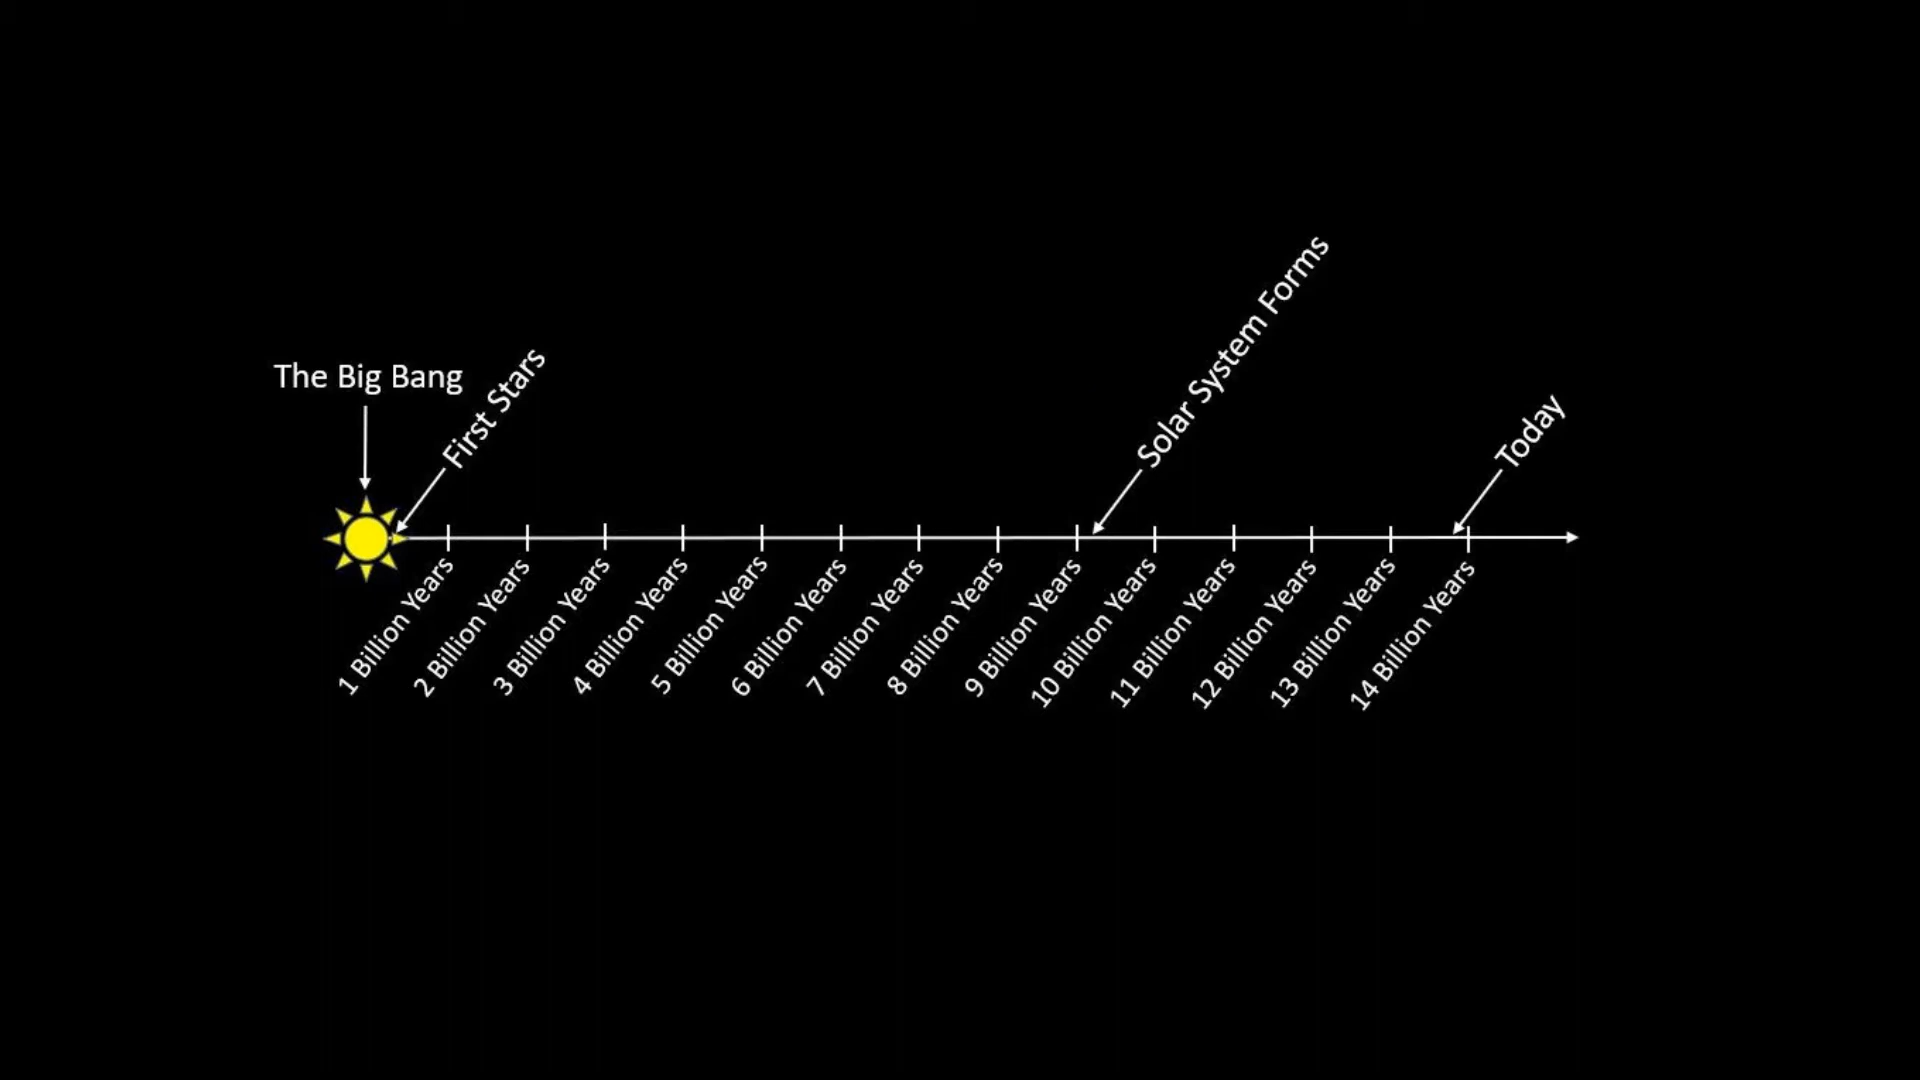 The Big Bang
First Stars
Solar System Forms
Today
1 Billion Years
2 Billion Years
3 Billion Years
4 Billion Years
5 Billion Years
6 Billion Years
7 Billion Years
8 Billion Years
9 Billion Years
10 Billion Years
11 Billion Years
12 Billion Years
13 Billion Years
14 Billion Years